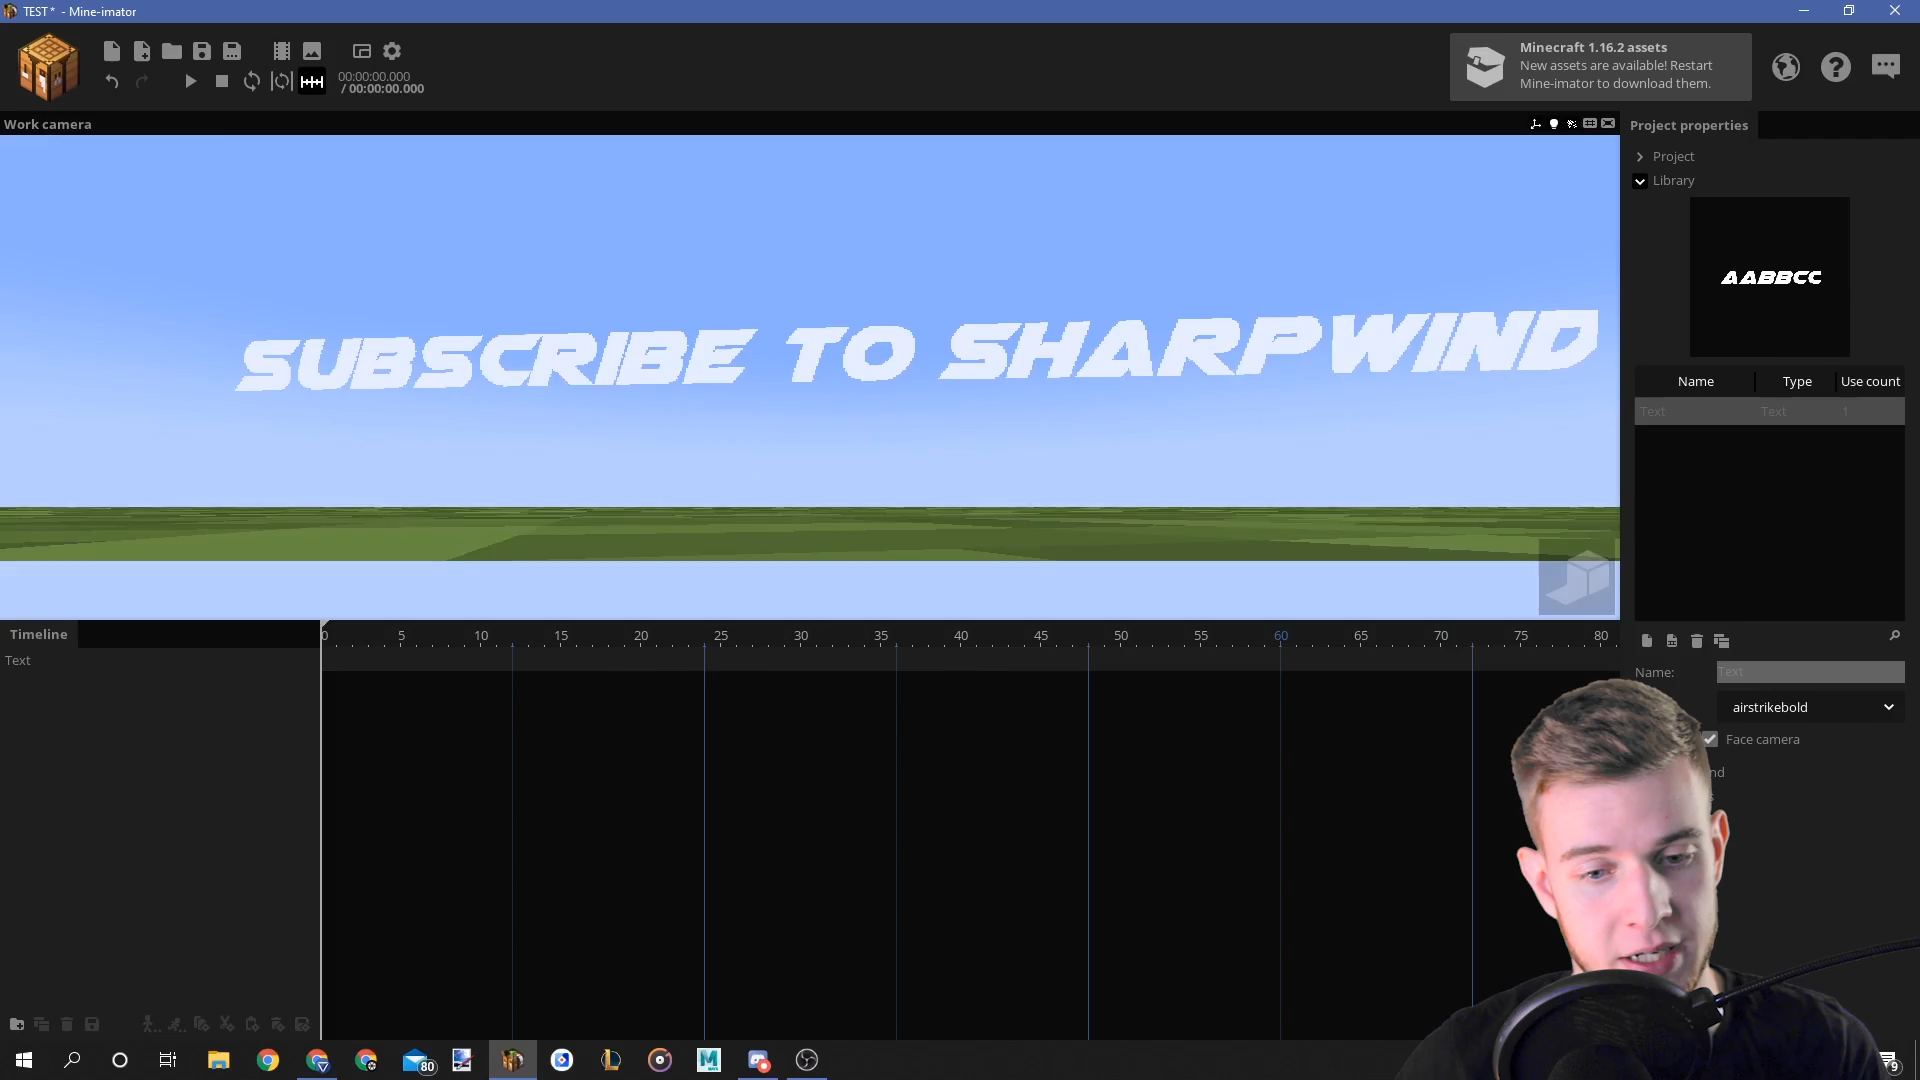 TEST* - Mine-imator
00:00:00.000
/ 00:00:00.000
Minecraft 1.16.2 assets
New assets are available! Restart
Mine-imator to download them.
Work camera
Project properties
Project
Library
SUBSCRIBE TO SHARPWIND
AABBCC
Name Type Use count
Text Text 1
Timeline
0 5 10 15 20 25 30 35 40 45 50 55 60 65 70 75 80
Text
Name: Text
airstrikebold
Face camera
80
9